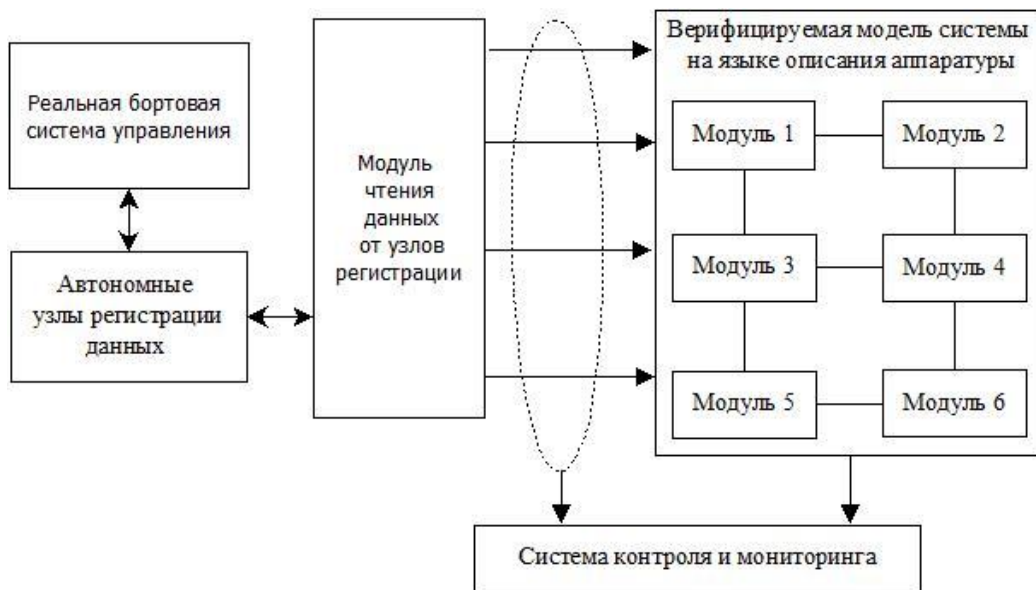 Реальная бортовая
система управления
Автономные
узлы регистрации
данных
Модуль
чтения
данных
от узлов
регистрации
Верифицируемая модель системы
на языке описания аппаратуры
Модуль 1
Модуль 2
Модуль 3
Модуль 4
Модуль 5
Модуль 6
Система контроля и мониторинга